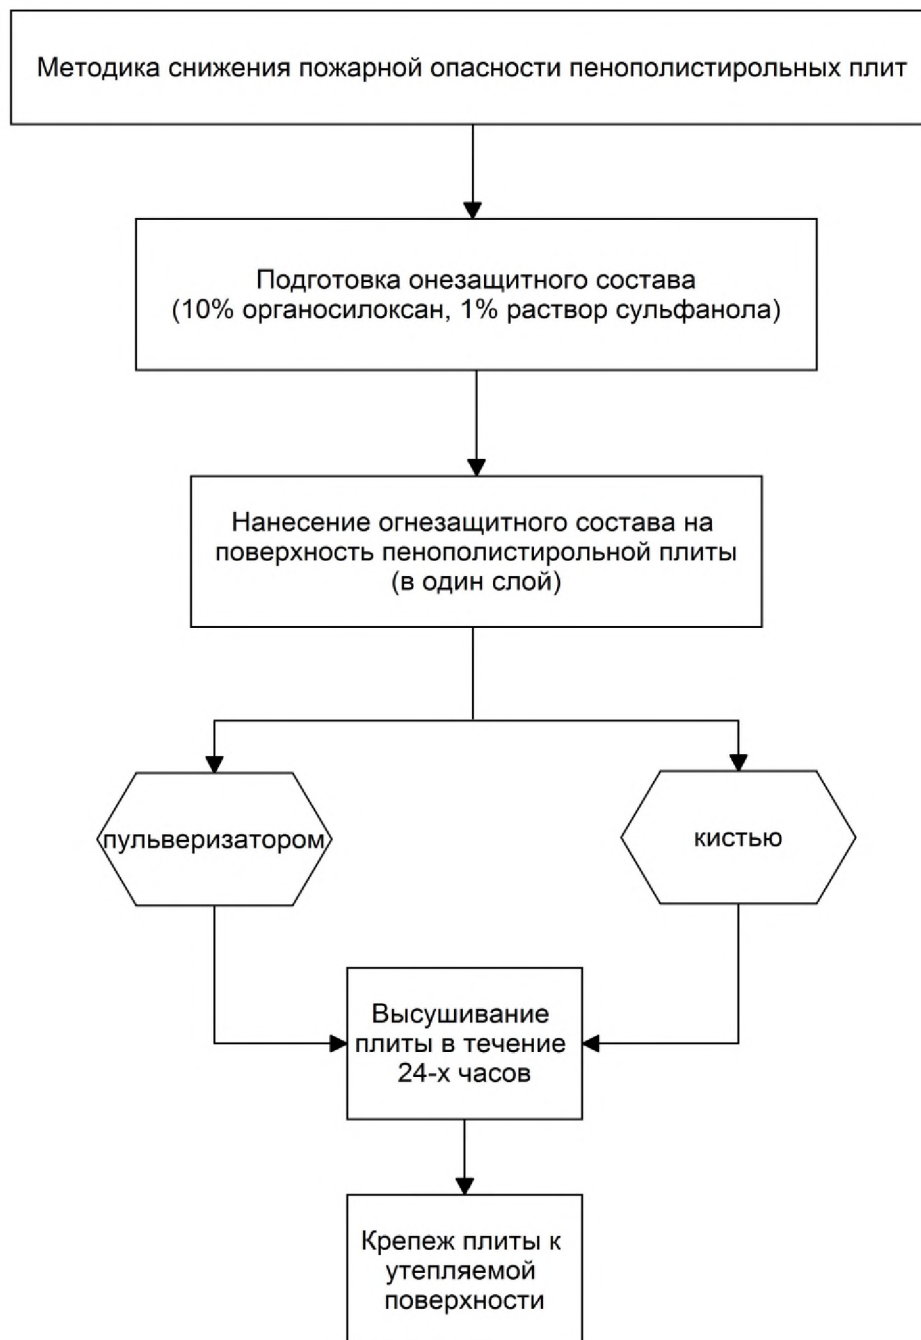 Методика снижения пожарной опасности пенополистирольных плит
Подготовка онезащитного состава
(10% органосилоксан, 1% раствор сульфанола)
Нанесение огнезащитного состава на
поверхность пенополистирольной плиты
(в один слой)
пульверизатором
кистью
Высушивание
плиты в течение
24-х часов
Крепеж плиты к
утепляемой
поверхности